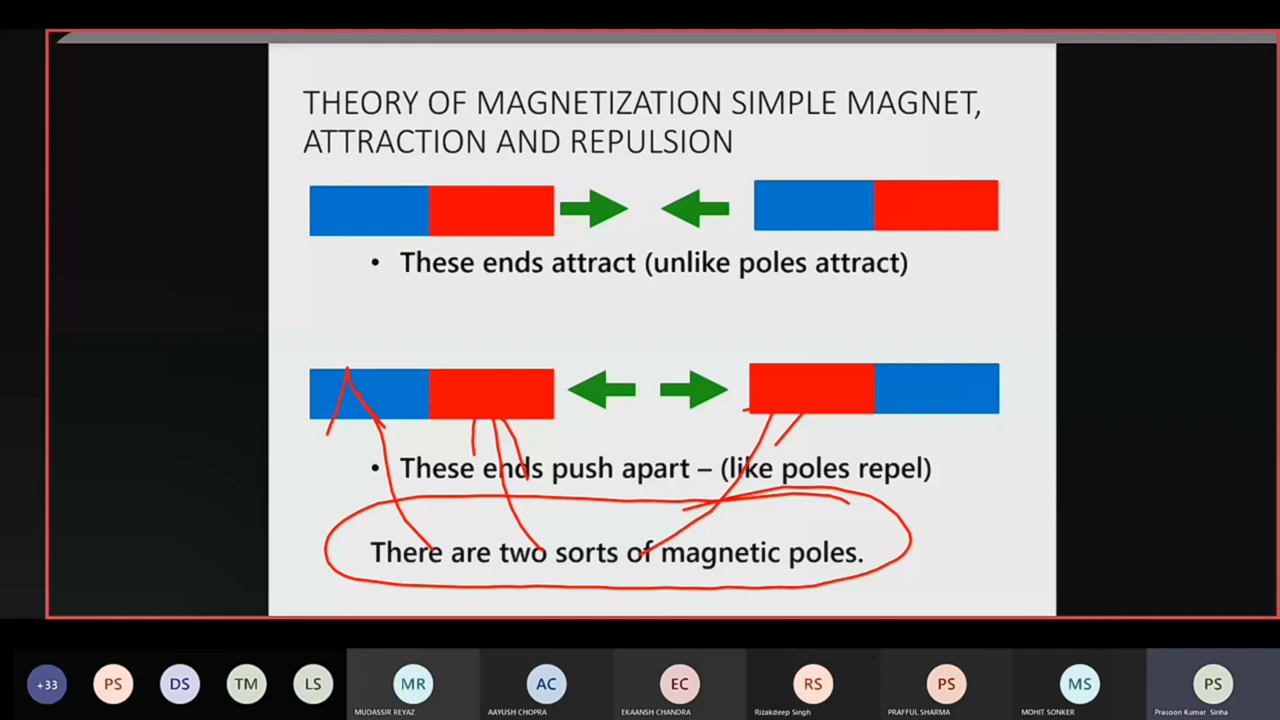 THEORY OF MAGNETIZATION SIMPLE MAGNET,
ATTRACTION AND REPULSION
• These ends attract (unlike poles attract)
• These ends push apart – (like poles repel)
There are two sorts of magnetic poles.
+33
PS
DS
TM
LS
MR
AC
EC
RS
PS
MS
PS
MUDASSIR REYAZ
AAYUSH CHOPRA
EKAANSH CHANDRA
Rizakdeep Singh
PRAFFUL SHARMA
MOHIT SONKER
Prasoon Kumar Sinha